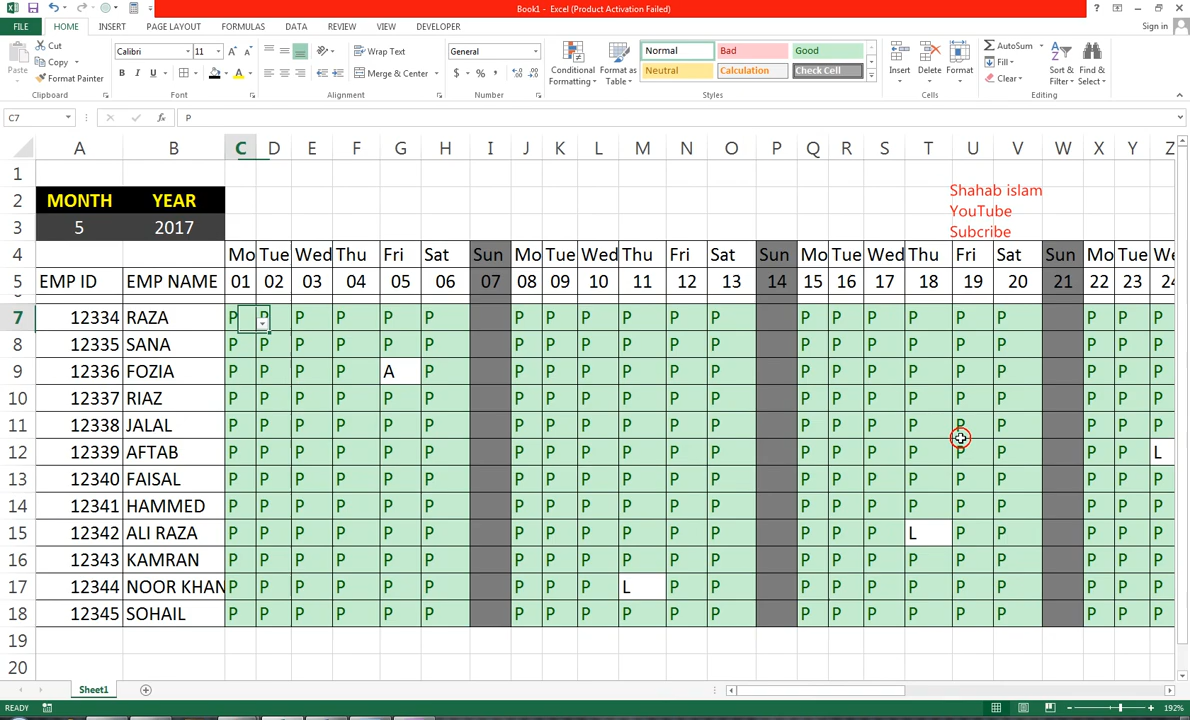 Book1 - Excel (Product Activation Failed)
FILE HOME INSERT PAGE LAYOUT FORMULAS DATA REVIEW VIEW DEVELOPER Sign in
Cut
Copy
Format Painter
Paste
Clipboard
Calibri 11
Font
Wrap Text
Merge & Center
Alignment
General
Number
Conditional Formatting
Format as Table
Normal Bad Good
Neutral Calculation Check Cell
Styles
Insert Delete Format
Cells
AutoSum
Fill
Clear
Sort & Filter
Find & Select
Editing
C7 P
A B C D E F G H I J K L M N O P Q R S T U V W X Y Z
1
Shahab islam
YouTube
Subcribe
2 MONTH YEAR
3 5 2017
4 Mo Tue Wed Thu Fri Sat Sun Mo Tue Wed Thu Fri Sat Sun Mo Tue Wed Thu Fri Sat Sun Mo Tue We
5 EMP ID EMP NAME 01 02 03 04 05 06 07 08 09 10 11 12 13 14 15 16 17 18 19 20 21 22 23 24
7 12334 RAZA P P P P P P P P P P P P P P P P P P P P P
8 12335 SANA P P P P P P P P P P P P P P P P P P P P P
9 12336 FOZIA P P P P A P P P P P P P P P P P P P P P P
10 12337 RIAZ P P P P P P P P P P P P P P P P P P P P P
11 12338 JALAL P P P P P P P P P P P P P P P P P P P P P
12 12339 AFTAB P P P P P P P P P P P P P P P P P P P P L
13 12340 FAISAL P P P P P P P P P P P P P P P P P P P P P
14 12341 HAMMED P P P P P P P P P P P P P P P P P P P P P
15 12342 ALI RAZA P P P P P P P P P P P P P P P L P P P P P
16 12343 KAMRAN P P P P P P P P P P P P P P P P P P P P P
17 12344 NOOR KHAN P P P P P P P P P L P P P P P P P P P P P
18 12345 SOHAIL P P P P P P P P P P P P P P P P P P P P P
19
20
Sheet1
READY 192%